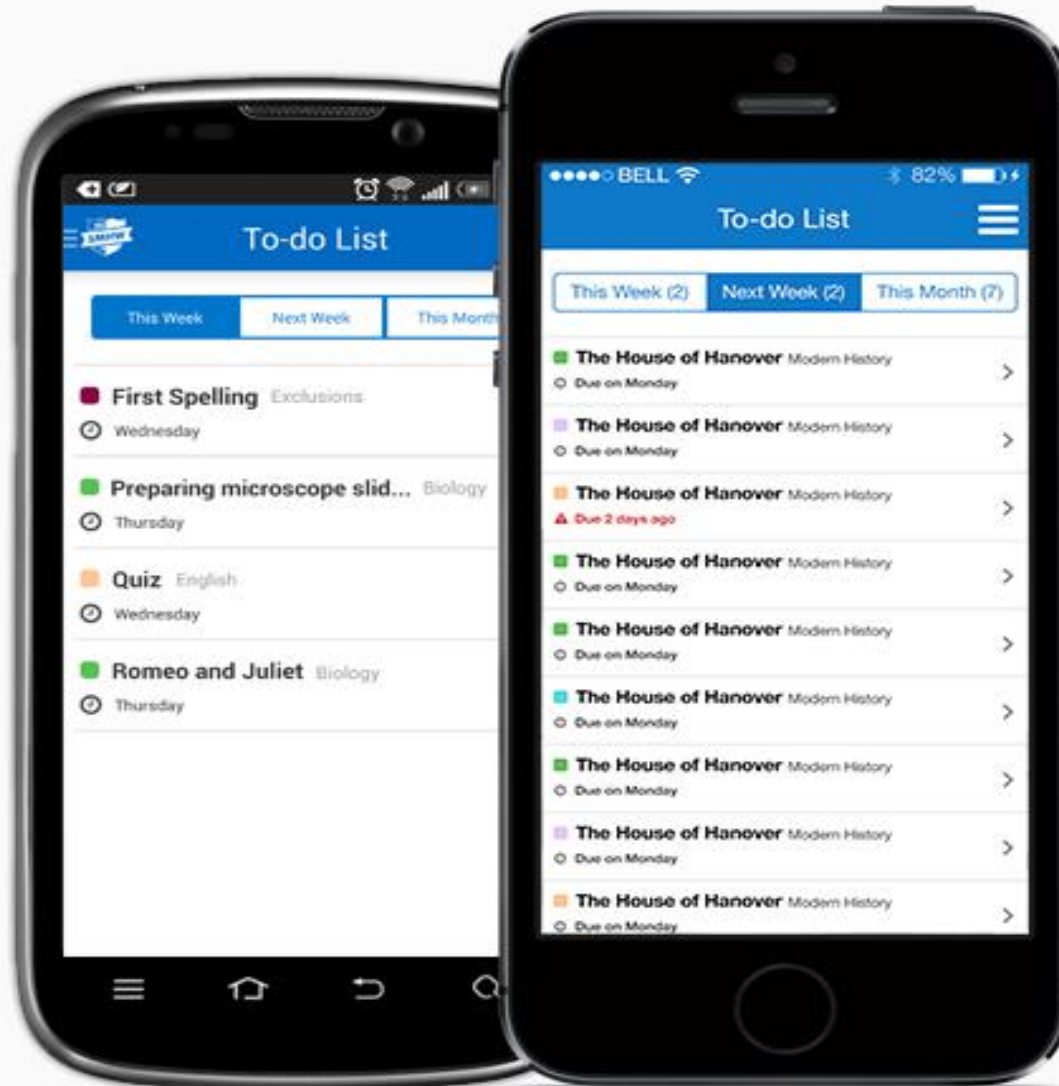 To-do List
This Week Next Week This Month
First Spelling Exclusions
Wednesday
Preparing microscope slid... Biology
Thursday
Quiz English
Wednesday
Romeo and Juliet Biology
Thursday
BELL 82%
To-do List
This Week (2) Next Week (2) This Month (7)
The House of Hanover Modern History
Due on Monday
The House of Hanover Modern History
Due on Monday
The House of Hanover Modern History
Due 2 days ago
The House of Hanover Modern History
Due on Monday
The House of Hanover Modern History
Due on Monday
The House of Hanover Modern History
Due on Monday
The House of Hanover Modern History
Due on Monday
The House of Hanover Modern History
Due on Monday
The House of Hanover Modern History
Due on Monday